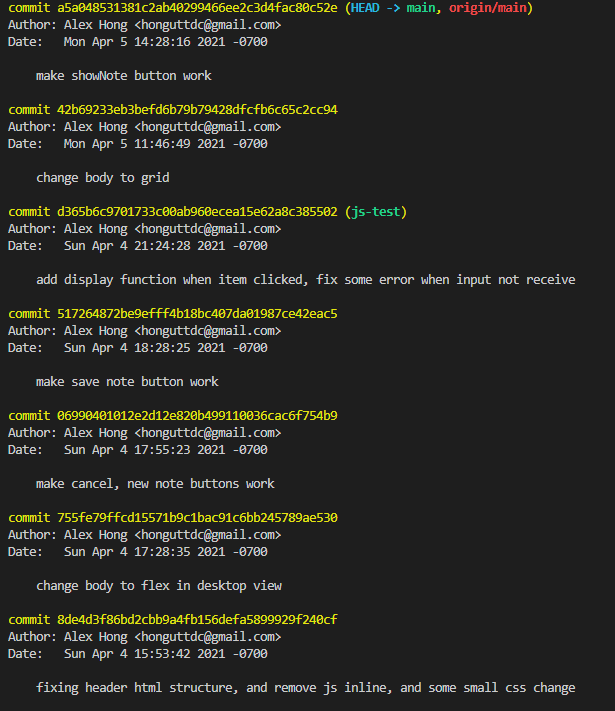 commit a5a048531381c2ab40299466ee2c3d4fac80c52e (HEAD -> main, origin/main)
Author: Alex Hong <honguttdc@gmail.com>
Date:   Mon Apr 5 14:28:16 2021 -0700
make showNote button work
commit 42b69233eb3befd6b79b79428dfcfb6c65c2cc94
Author: Alex Hong <honguttdc@gmail.com>
Date:   Mon Apr 5 11:46:49 2021 -0700
change body to grid
commit d365b6c9701733c00ab960ecea15e62a8c385502 (js-test)
Author: Alex Hong <honguttdc@gmail.com>
Date:   Sun Apr 4 21:24:28 2021 -0700
add display function when item clicked, fix some error when input not receive
commit 517264872be9efff4b18bc407da01987ce42eac5
Author: Alex Hong <honguttdc@gmail.com>
Date:   Sun Apr 4 18:28:25 2021 -0700
make save note button work
commit 06990401012e2d12e820b499110036cac6f754b9
Author: Alex Hong <honguttdc@gmail.com>
Date:   Sun Apr 4 17:55:23 2021 -0700
make cancel, new note buttons work
commit 755fe79ffcd15571b9c1bac91c6bb245789ae530
Author: Alex Hong <honguttdc@gmail.com>
Date:   Sun Apr 4 17:28:35 2021 -0700
change body to flex in desktop view
commit 8de4d3f86bd2cbb9a4fb156defa5899929f240cf
Author: Alex Hong <honguttdc@gmail.com>
Date:   Sun Apr 4 15:53:42 2021 -0700
fixing header html structure, and remove js inline, and some small css change